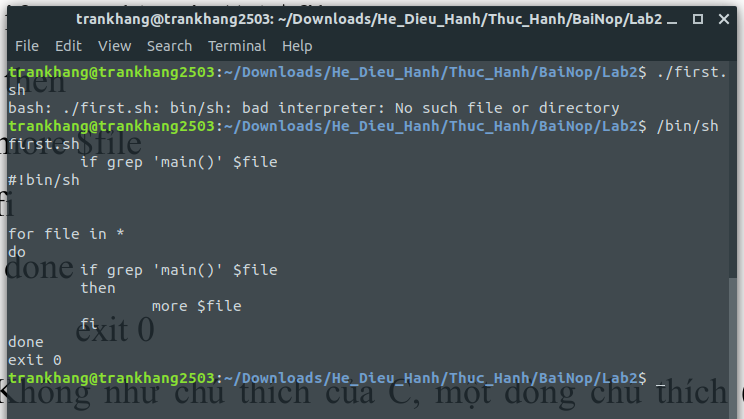 trankhang@trankhang2503: ~/Downloads/He_Dieu_Hanh/Thuc_Hanh/BaiNop/Lab2
File Edit View Search Terminal Help
trankhang@trankhang2503:~/Downloads/He_Dieu_Hanh/Thuc_Hanh/BaiNop/Lab2$ ./first.
sh
bash: ./first.sh: bin/sh: bad interpreter: No such file or directory
trankhang@trankhang2503:~/Downloads/He_Dieu_Hanh/Thuc_Hanh/BaiNop/Lab2$ /bin/sh
first.sh
if grep 'main()' $file
#!bin/sh
for file in *
do
if grep 'main()' $file
then
more $file
fi
done
exit 0
trankhang@trankhang2503:~/Downloads/He_Dieu_Hanh/Thuc_Hanh/BaiNop/Lab2$ _
then
more $file
fi
done
exit 0
Không như chú thích của C, một dòng chú thích